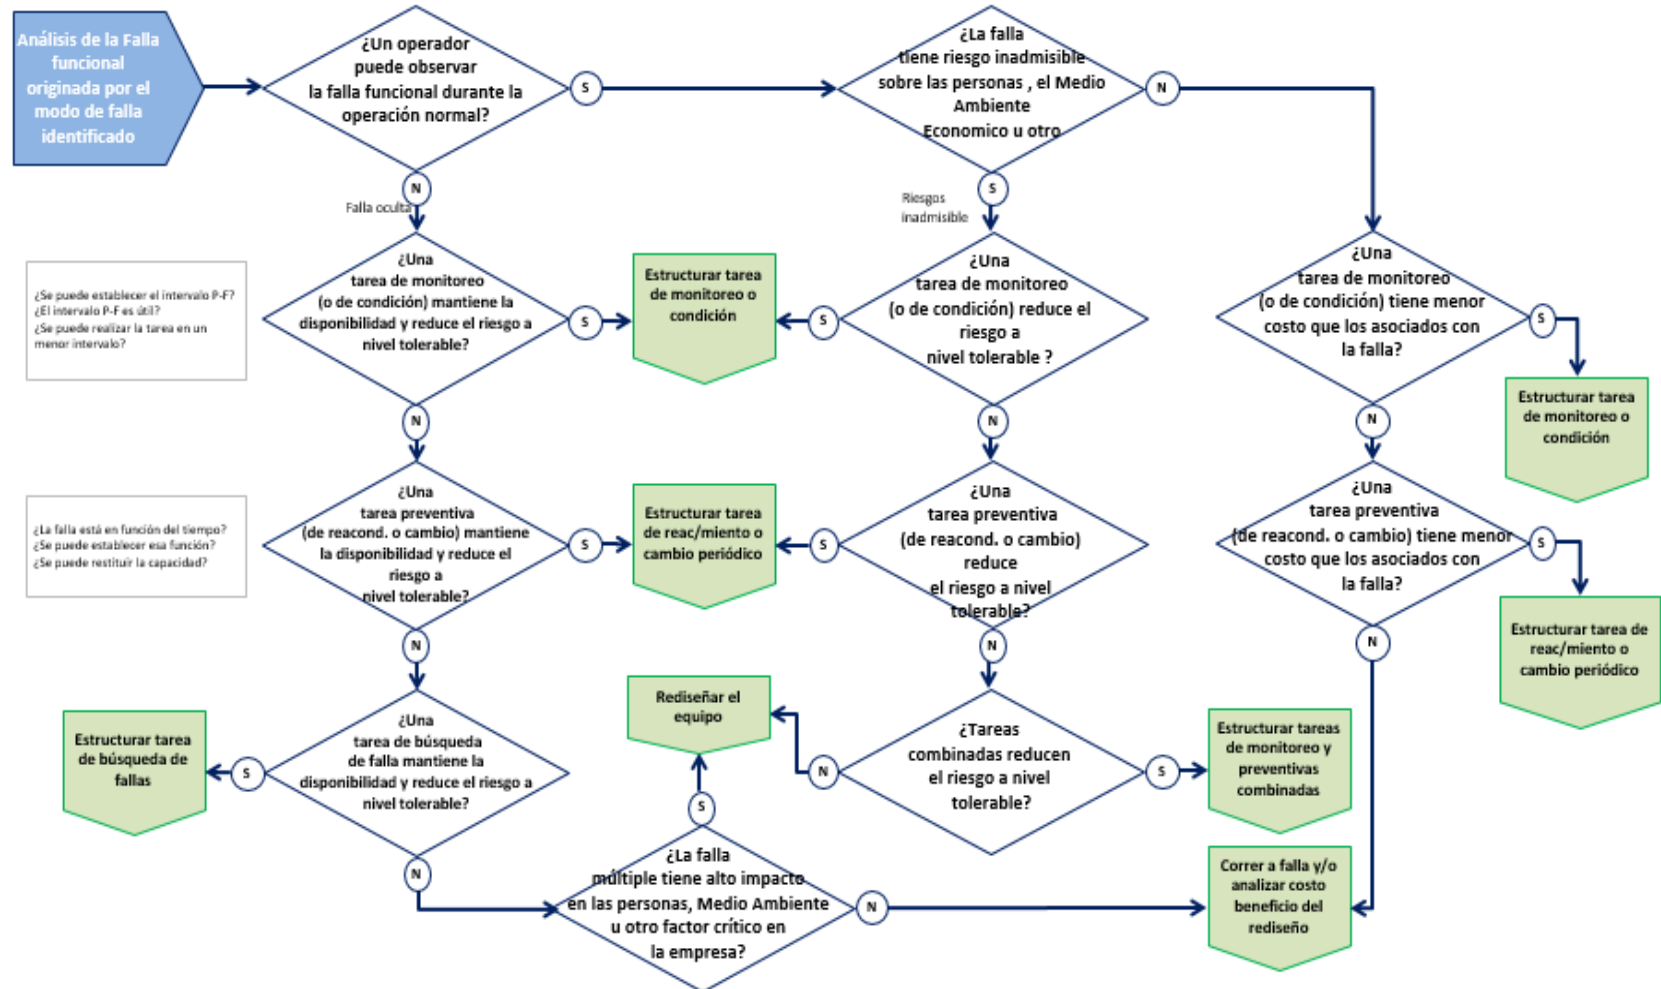 Análisis de la Falla
funcional
originada por el
modo de falla
identificado
¿Un operador
puede observar
la falla funcional durante la
operación normal?
S
¿La falla
tiene riesgo inadmisible
sobre las personas , el Medio
Ambiente
Economico u otro
N
N
Falla oculta
S
Riesgos
inadmisible
¿Se puede establecer el intervalo P-F?
¿El intervalo P-F es útil?
¿Se puede realizar la tarea en un
menor intervalo?
¿Una
tarea de monitoreo
(o de condición) mantiene la
disponibilidad y reduce el riesgo a
nivel tolerable?
S
Estructurar tarea
de monitoreo o
condición
S
¿Una
tarea de monitoreo
(o de condición) reduce el
riesgo a
nivel tolerable ?
¿Una
tarea de monitoreo
(o de condición) tiene menor
costo que los asociados con
la falla?
S
Estructurar tarea
de monitoreo o
condición
N
N
N
¿La falla está en función del tiempo?
¿Se puede establecer esa función?
¿Se puede restituir la capacidad?
¿Una
tarea preventiva
(de reacond. o cambio) mantiene
la disponibilidad y reduce el
riesgo a
nivel tolerable?
S
Estructurar tarea
de reac/miento o
cambio periódico
S
¿Una
tarea preventiva
(de reacond. o cambio)
reduce
el riesgo a nivel
tolerable?
¿Una
tarea preventiva
(de reacond. o cambio) tiene menor
costo que los asociados con
la falla?
S
Estructurar tarea de
reac/miento o
cambio periódico
N
N
N
Estructurar tarea
de búsqueda de
fallas
S
¿Una
tarea de búsqueda
de falla mantiene la
disponibilidad y reduce el riesgo a
nivel tolerable?
Rediseñar el
equipo
N
¿Tareas
combinadas reducen
el riesgo a nivel
tolerable?
S
Estructurar tareas
de monitoreo y
preventivas
combinadas
S
N
¿La falla
múltiple tiene alto impacto
en las personas, Medio Ambiente
u otro factor crítico en
la empresa?
N
Correr a falla y/o
analizar costo
beneficio del
rediseño